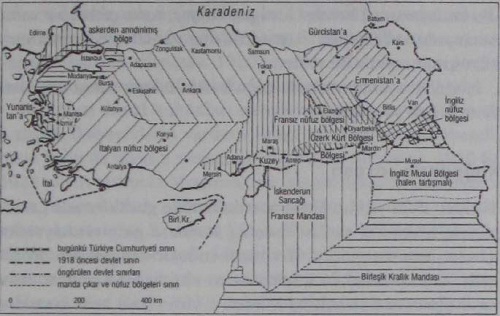 Karadeniz
Edirne
askerden arındırılmış
bölge
İstanbul
Mudanya
Bursa
Adapazarı
Zonguldak
Kastamonu
Samsun
Tokat
Gürcistan'a
Batum
Kars
Ermenistan'a
Eskişehir
Ankara
Kütahya
Yunanis-
tan'a
Manisa
İzmir
İtalyan nüfuz bölgesi
Konya
Antalya
İtal.
Fransız nüfuz bölgesi
Elazığ
Bitlis
Van
Diyarbekir
Özerk Kürt Bölgesi
İngiliz
nüfuz
bölgesi
Mardin
Maraş
Adana
Mersin
Kuzey
Antep
Bölgesi
Musul
İngiliz Musul Bölgesi
(halen tartışmalı)
İskenderun
Sancağı
Fransız Mandası
Birl.Kr.
Birleşik Krallık Mandası
bugünkü Türkiye Cumhuriyeti sınırı
1918 öncesi devlet sınırı
öngörülen devlet sınırları
manda çıkar ve nüfuz bölgeleri sınırı
0 200 400 km